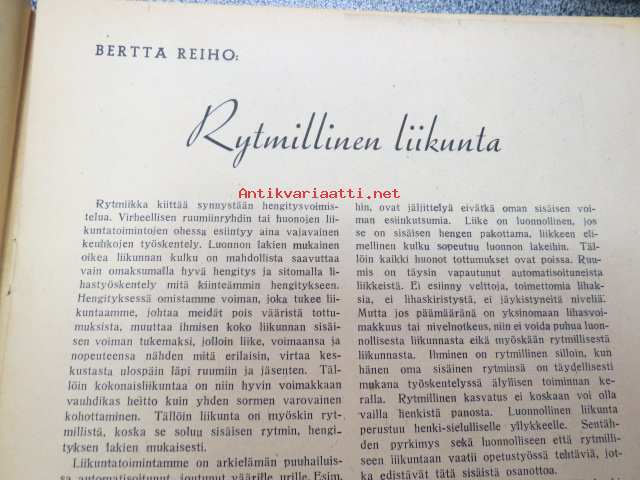 BERTTA REIHO:
Rytmillinen liikunta
Antikvariaatti.net
Rytmiikka kiittää synnystään hengitysvoimis-
telua. Virheellisen ruumiinryhdin tai huonojen lii-
kuntatoimintojen ohessa esiintyy aina vajavainen
keuhkojen työskentely. Luonnon lakien mukainen
oikea liikunnan kulku on mahdollista saavuttaa
vain omaksumalla hyvä hengitys ja sitomalla li-
hastyöskentely mitä kiinteämmin hengitykseen.
Hengityksessä omistamme voiman, joka tukee lii-
kuntaamme, johtaa meidät pois vääristä tottu-
muksista, muuttaa ihmisen koko liikunnan sisäi-
sen voiman tukemaksi, jolloin liike, voimaansa ja
nopeuteensa nähden mitä erilaisin, virtaa kes-
kustasta ulospäin läpi ruumiin ja jäsenten. Täl-
löin kokonaisliikuntaa on niin hyvin voimakkaan
vauhdikas heitto kuin yhden sormen varovainen
kohottaminen. Tällöin liikunta on myöskin ryt-
millistä, koska se soluu sisäisen rytmin, hengi-
tyksen lakien mukaisesti.
Liikuntatoimintamme on arkielämän puuhailuis-
sa automatisoitunut, joutunut väärille urille. Esim.
hin, ovat jäljittelyä eivätkä oman sisäisen voi-
man esiinkutsumia. Liike on luonnollinen, jos
se on sisäisen hengen pakottama, liikkeen eli-
mellinen kulku sopeutuu luonnon lakeihin. Täl-
löin kaikki huonot tottumukset ovat poissa. Ruu-
mis on täysin vapautunut automatisoituneista
liikkeistä. Ei esiinny velttoja, toimettomia lihak-
sia, ei lihaskiristystä, ei jäykistyneitä niveliä.
Mutta jos päämääränä on yksinomaan lihasvoi-
makkuus tai nivelnotkeus, niin ei voida puhua luon-
nollisesta liikunnasta eikä myöskään rytmillisestä
liikunnasta. Ihminen on rytmillinen silloin, kun
hänen oma sisäinen rytminsä on täydellisesti
mukana työskentelyssä älyllisen toiminnan ke-
ralla. Rytmillinen kasvatus ei koskaan voi olla
vailla henkistä panosta. Luonnollinen liikunta
perustuu henki-sielulliselle yllykkeelle. Sentäh-
den pyrkimys sekä luonnolliseen että rytmilli-
seen liikuntaan vaatii opetustyössä tehtäviä, jot-
ka edistävät tätä sisäistä osanottoa.